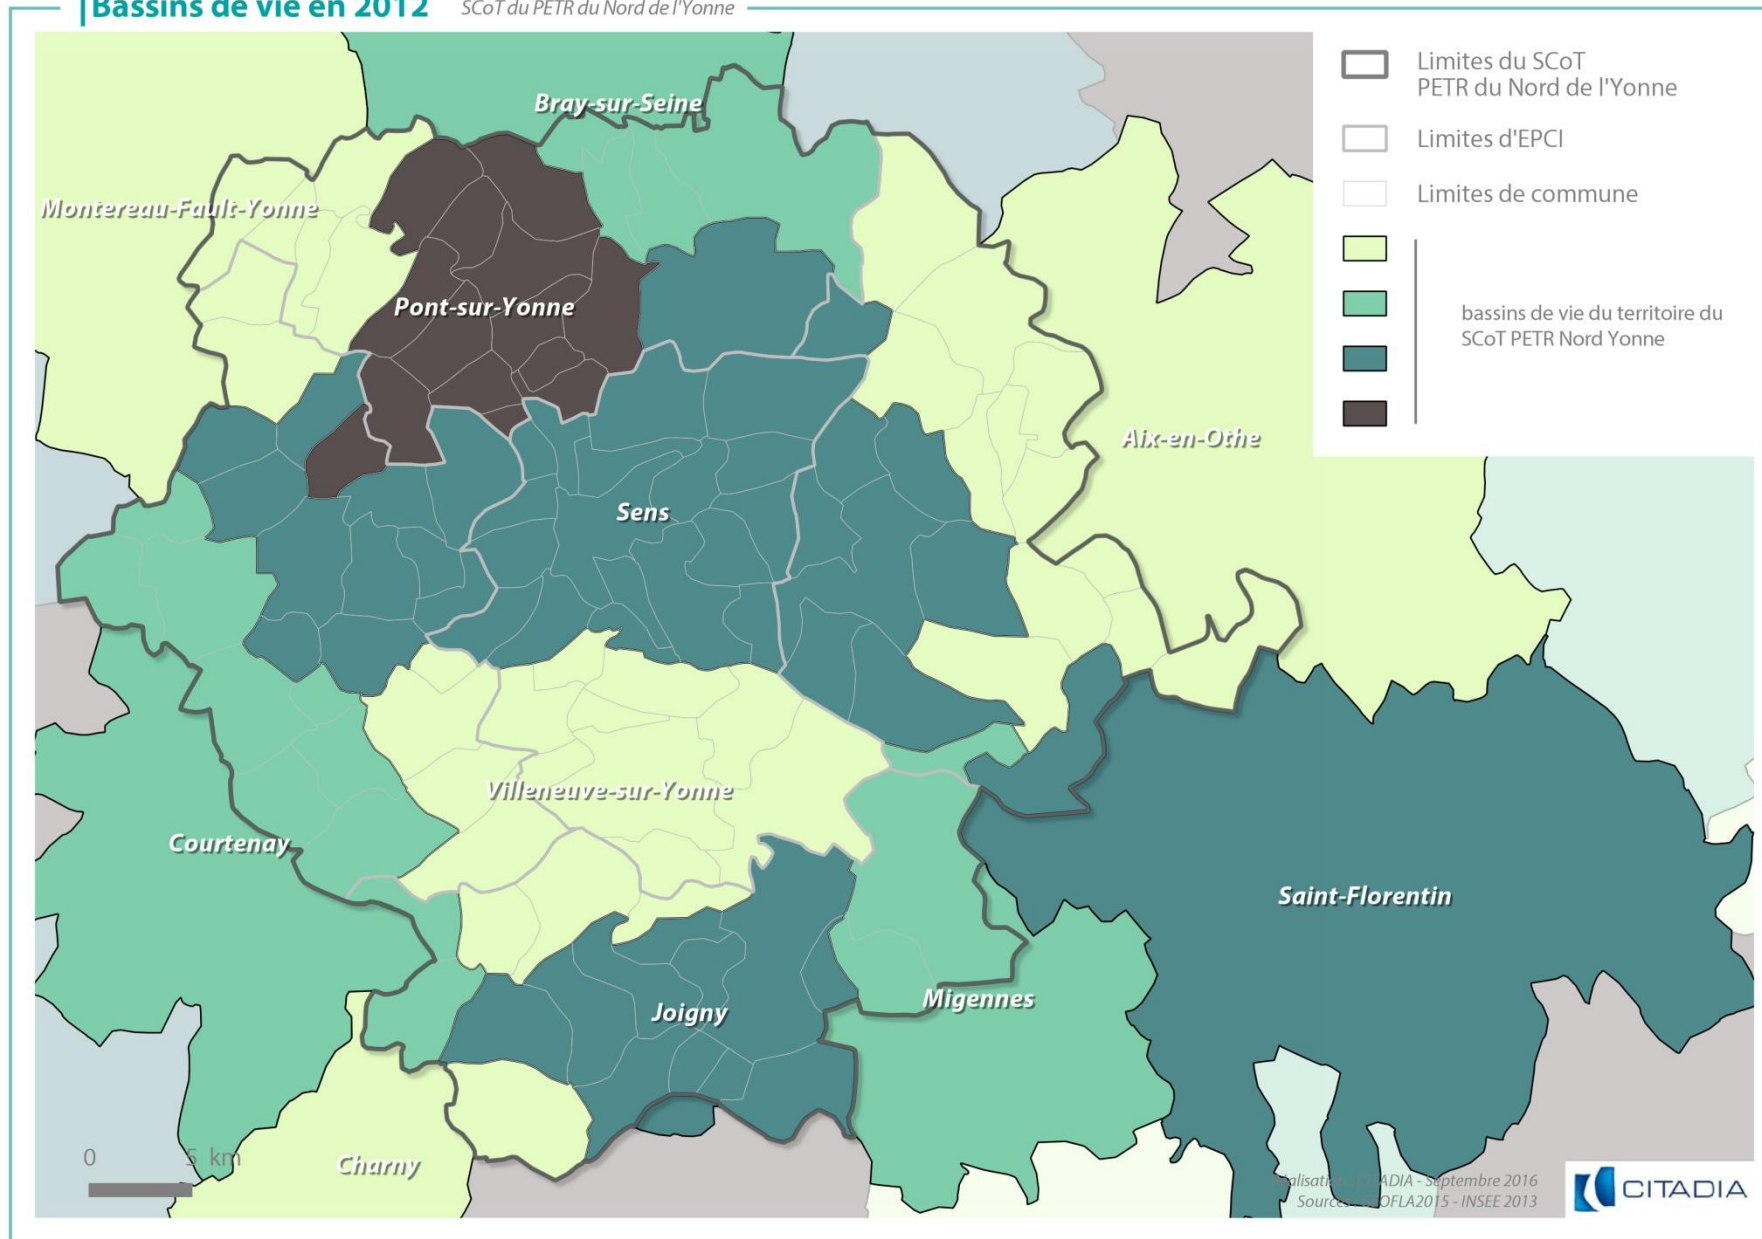 Bassins de vie en 2012 SCoT du PETR du Nord de l'Yonne
Limites du SCoT
PETR du Nord de l'Yonne
Limites d'EPCI
Limites de commune
bassins de vie du territoire du
SCoT PETR Nord Yonne
Bray-sur-Seine
Montereau-Fault-Yonne
Pont-sur-Yonne
Aix-en-Othe
Sens
Villeneuve-sur-Yonne
Courtenay
Saint-Florentin
Migennes
Joigny
Charny
0 5 km
Septembre 2016
INSEE 2013
CITADIA